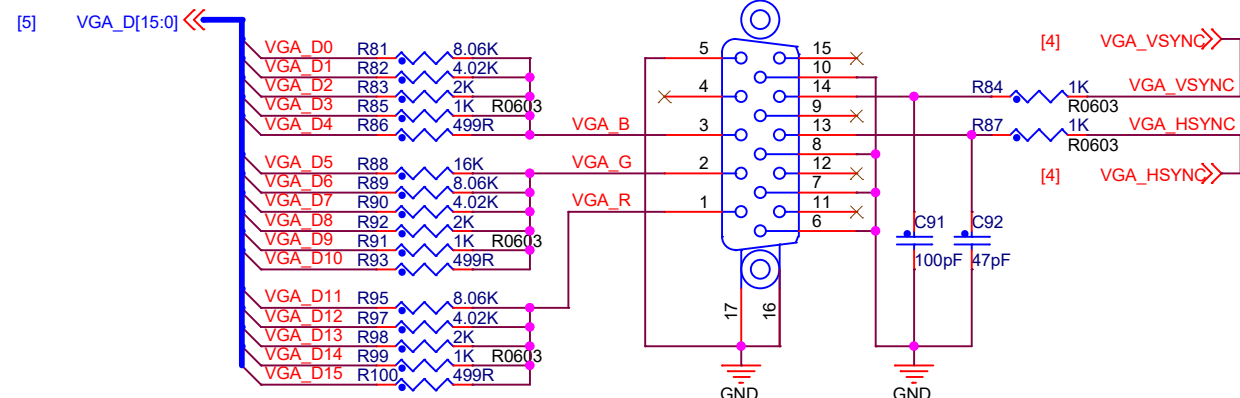 [5] VGA_D[15:0]
VGA_D0 R81 8.06K
VGA_D1 R82 4.02K
VGA_D2 R83 2K
VGA_D3 R85 1K R0603
VGA_D4 R86 499R
VGA_D5 R88 16K
VGA_D6 R89 8.06K
VGA_D7 R90 4.02K
VGA_D8 R92 2K
VGA_D9 R91 1K R0603
VGA_D10 R93 499R
VGA_D11 R95 8.06K
VGA_D12 R97 4.02K
VGA_D13 R98 2K
VGA_D14 R99 1K R0603
VGA_D15 R100 499R
VGA_B
VGA_G
VGA_R
5
4
3
2
1
15
10
14
9
13
8
12
7
11
6
17
16
GND
[4] VGA_VSYNC
R84 1K VGA_VSYNC
R0603
R87 1K VGA_HSYNC
R0603
[4] VGA_HSYNC
C91
100pF
C92
47pF
GND